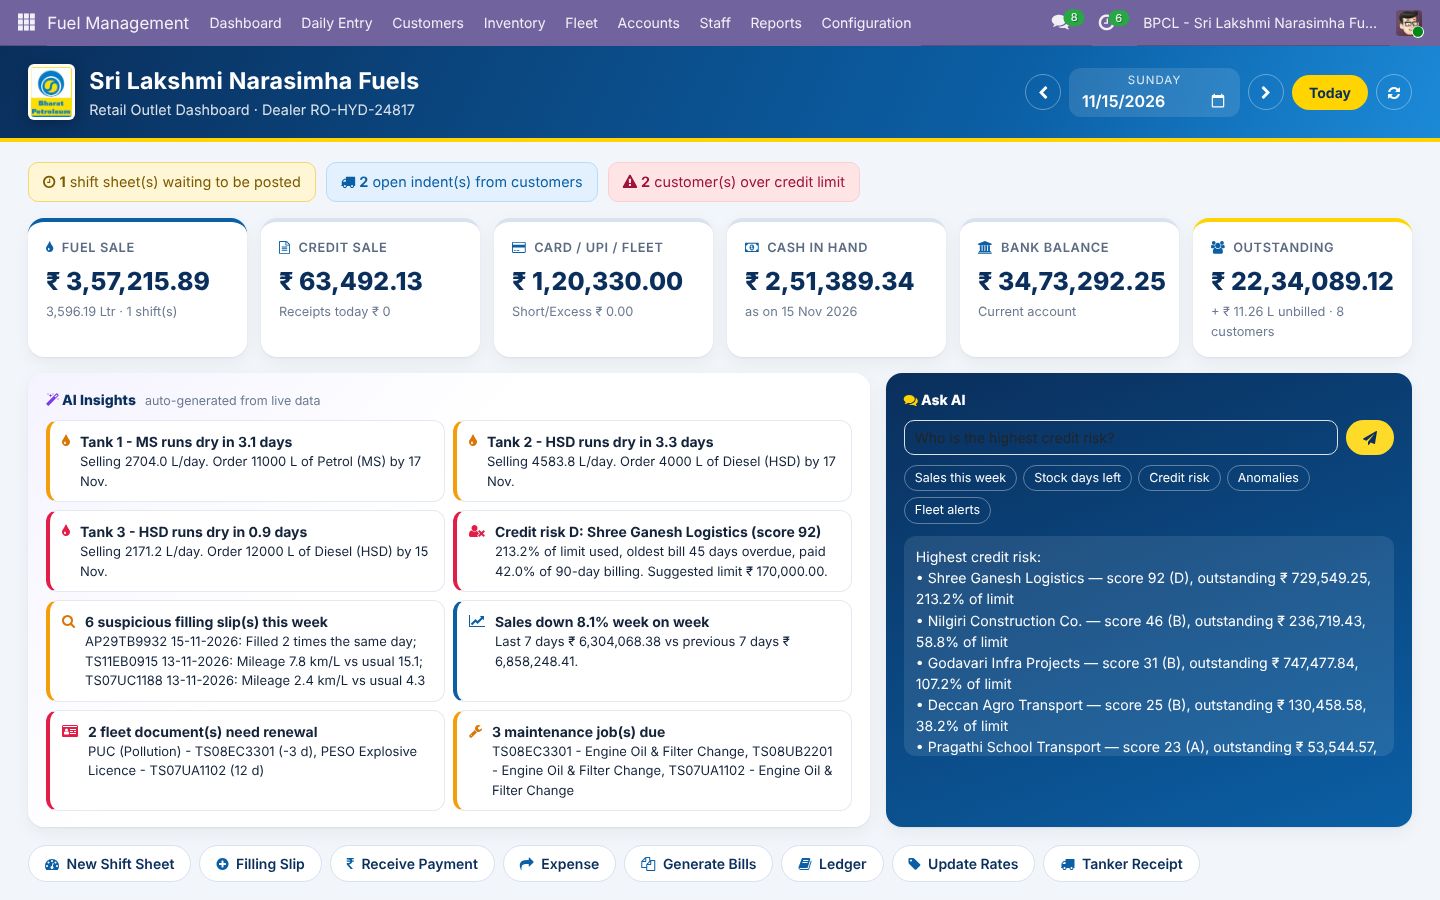 Fuel Management Dashboard Daily Entry Customers Inventory Fleet Accounts Staff Reports Configuration 8 6 BPCL - Sri Lakshmi Narasimha Fu...
Bharat Petroleum
Sri Lakshmi Narasimha Fuels
Retail Outlet Dashboard · Dealer RO-HYD-24817
SUNDAY
11/15/2026
Today
1 shift sheet(s) waiting to be posted
2 open indent(s) from customers
2 customer(s) over credit limit
FUEL SALE
₹ 3,57,215.89
3,596.19 Ltr · 1 shift(s)
CREDIT SALE
₹ 63,492.13
Receipts today ₹ 0
CARD / UPI / FLEET
₹ 1,20,330.00
Short/Excess ₹ 0.00
CASH IN HAND
₹ 2,51,389.34
as on 15 Nov 2026
BANK BALANCE
₹ 34,73,292.25
Current account
OUTSTANDING
₹ 22,34,089.12
+ ₹ 11.26 L unbilled · 8
customers
AI Insights auto-generated from live data
Tank 1 - MS runs dry in 3.1 days
Selling 2704.0 L/day. Order 11000 L of Petrol (MS) by 17
Nov.
Tank 2 - HSD runs dry in 3.3 days
Selling 4583.8 L/day. Order 4000 L of Diesel (HSD) by 17
Nov.
Tank 3 - HSD runs dry in 0.9 days
Selling 2171.2 L/day. Order 12000 L of Diesel (HSD) by 15
Nov.
Credit risk D: Shree Ganesh Logistics (score 92)
213.2% of limit used, oldest bill 45 days overdue, paid
42.0% of 90-day billing. Suggested limit ₹ 170,000.00.
6 suspicious filling slip(s) this week
AP29TB9932 15-11-2026: Filled 2 times the same day;
TS11EB0915 13-11-2026: Mileage 7.8 km/L vs usual 15.1;
TS07UC1188 13-11-2026: Mileage 2.4 km/L vs usual 4.3
Sales down 8.1% week on week
Last 7 days ₹ 6,304,068.38 vs previous 7 days ₹
6,858,248.41.
2 fleet document(s) need renewal
PUC (Pollution) - TS08EC3301 (-3 d), PESO Explosive
Licence - TS07UA1102 (12 d)
3 maintenance job(s) due
TS08EC3301 - Engine Oil & Filter Change, TS08UB2201
- Engine Oil & Filter Change, TS07UA1102 - Engine Oil &
Filter Change
Ask AI
Who is the highest credit risk?
Sales this week Stock days left Credit risk Anomalies
Fleet alerts
Highest credit risk:
• Shree Ganesh Logistics — score 92 (D), outstanding ₹ 729,549.25,
213.2% of limit
• Nilgiri Construction Co. — score 46 (B), outstanding ₹ 236,719.43,
58.8% of limit
• Godavari Infra Projects — score 31 (B), outstanding ₹ 747,477.84,
107.2% of limit
• Deccan Agro Transport — score 25 (B), outstanding ₹ 130,458.58,
38.2% of limit
• Pragathi School Transport — score 23 (A), outstanding ₹ 53,544.57,
New Shift Sheet Filling Slip ₹ Receive Payment Expense Generate Bills Ledger Update Rates Tanker Receipt